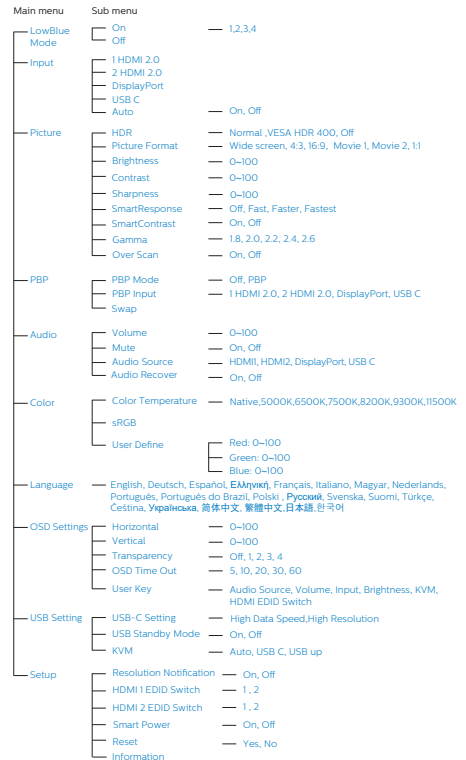 Main menu Sub menu
LowBlue Mode On 1,2,3,4
Off
Input 1 HDMI 2.0
2 HDMI 2.0
DisplayPort
USB C
Auto On, Off
Picture HDR Normal ,VESA HDR 400, Off
Picture Format Wide screen, 4:3, 16:9, Movie 1, Movie 2, 1:1
Brightness 0~100
Contrast 0~100
Sharpness 0~100
SmartResponse Off, Fast, Faster, Fastest
SmartContrast On, Off
Gamma 1.8, 2.0, 2.2, 2.4, 2.6
Over Scan On, Off
PBP PBP Mode Off, PBP
PBP Input 1 HDMI 2.0, 2 HDMI 2.0, DisplayPort, USB C
Swap
Audio Volume 0~100
Mute On, Off
Audio Source HDMI1, HDMI2, DisplayPort, USB C
Audio Recover On, Off
Color Color Temperature Native,5000K,6500K,7500K,8200K,9300K,11500K
sRGB
User Define Red: 0~100
Green: 0~100
Blue: 0~100
Language English, Deutsch, Español, Ελληνική, Français, Italiano, Magyar, Nederlands,
Português, Português do Brazil, Polski , Русский, Svenska, Suomi, Türkçe,
Čeština, Українська, 简体中文, 繁體中文,日本語,한국어
OSD Settings Horizontal 0~100
Vertical 0~100
Transparency Off, 1, 2, 3, 4
OSD Time Out 5, 10, 20, 30, 60
User Key Audio Source, Volume, Input, Brightness, KVM,
HDMI EDID Switch
USB Setting USB-C Setting High Data Speed,High Resolution
USB Standby Mode On, Off
KVM Auto, USB C, USB up
Setup Resolution Notification On, Off
HDMI 1 EDID Switch 1 , 2
HDMI 2 EDID Switch 1 , 2
Smart Power On, Off
Reset Yes, No
Information